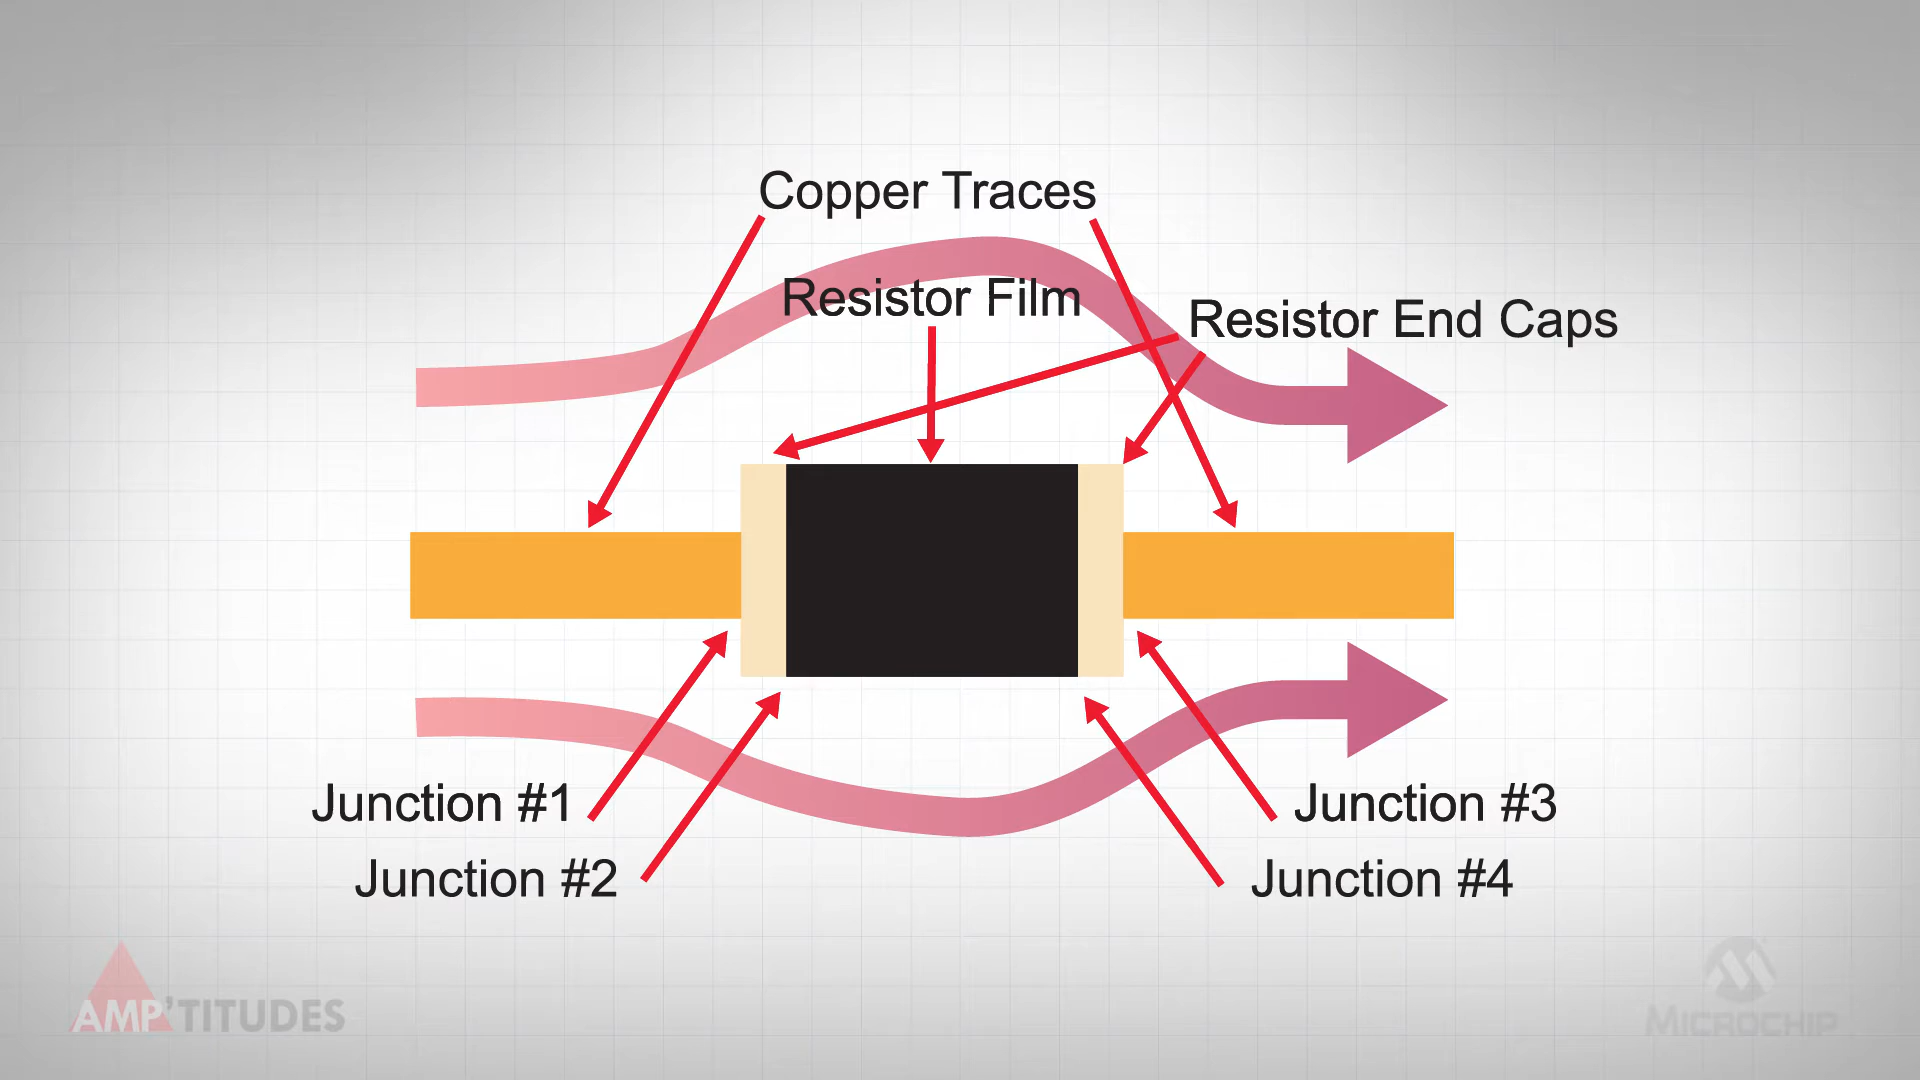 Copper Traces
Resistor Film
Resistor End Caps
Junction #1
Junction #3
Junction #2
Junction #4
AMP'TITUDES
MICROCHIP